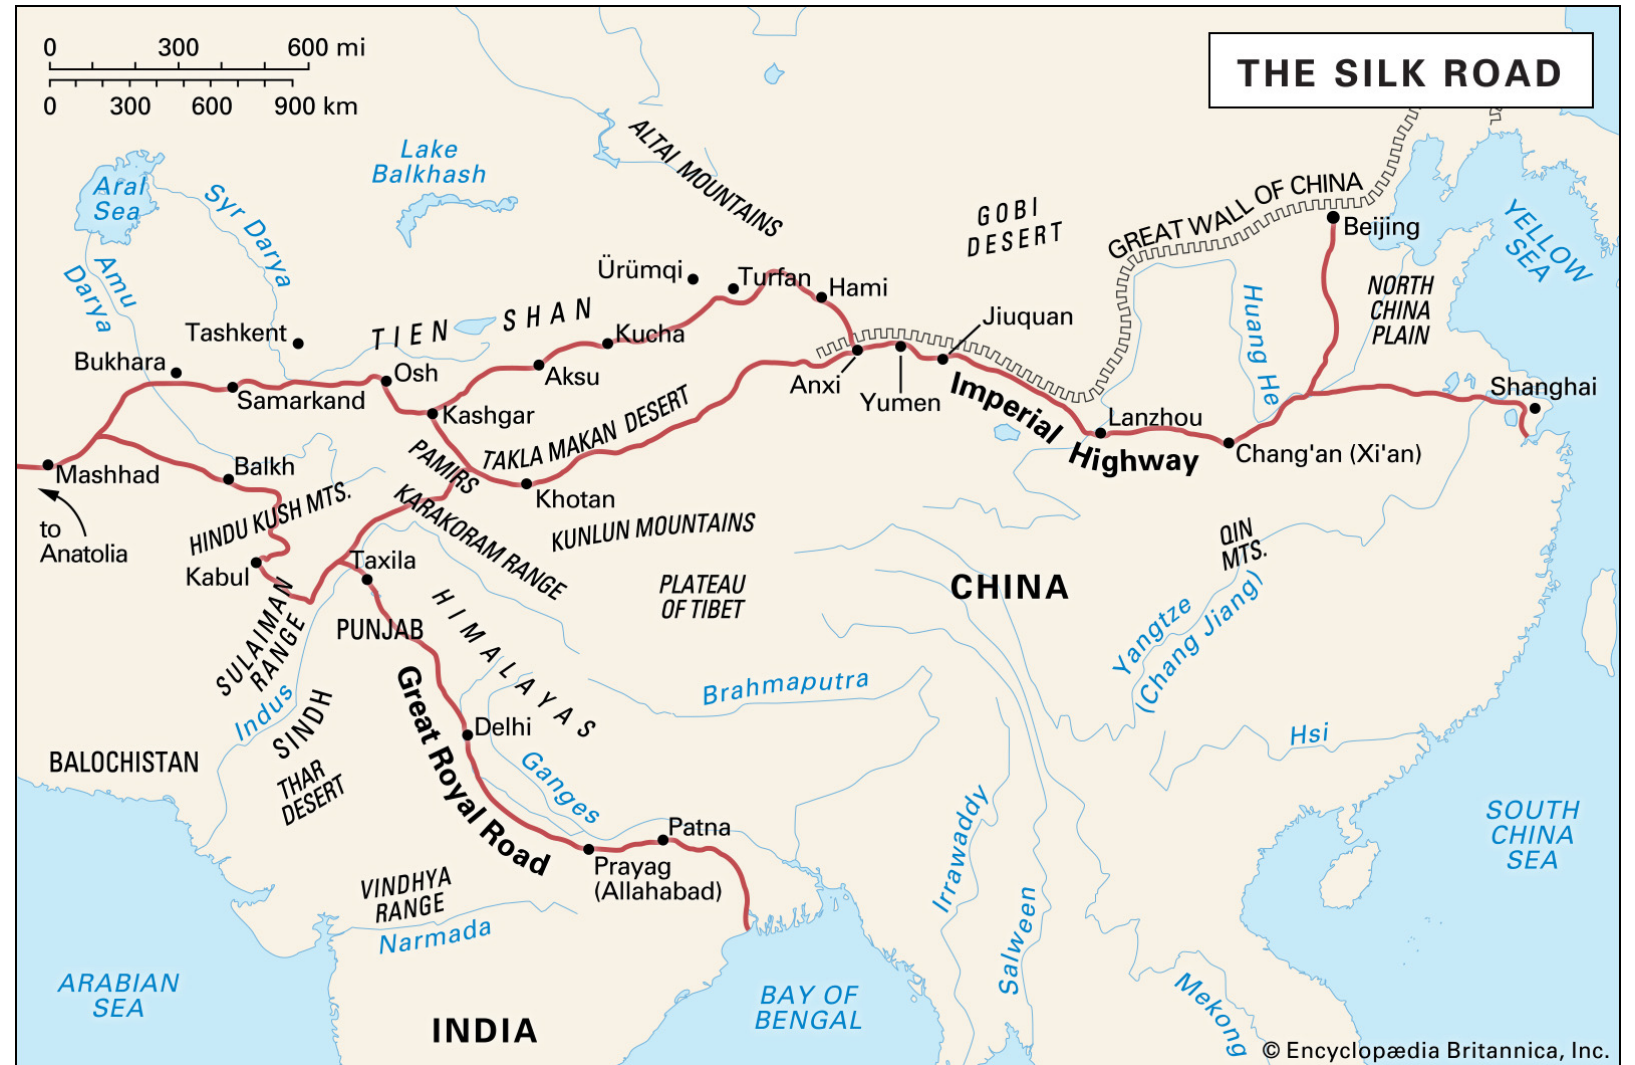 0 300 600 mi
0 300 600 900 km
THE SILK ROAD
Lake
Balkhash
ALTAI MOUNTAINS
Aral
Sea
Syr Darya
GOBI
DESERT
GREAT WALL OF CHINA
Beijing
YELLOW
SEA
Amu
Darya
Ürümqi
Turfan
Hami
NORTH
CHINA
PLAIN
Huang He
Jiuquan
TIEN SHAN
Tashkent
Kucha
Bukhara
Osh
Aksu
Anxi
Yumen
Shanghai
Samarkand
Kashgar
TAKLA MAKAN DESERT
Imperial
Highway
Lanzhou
Chang'an (Xi'an)
Mashhad
Balkh
PAMIRS
Khotan
to
Anatolia
HINDU KUSH MTS.
KARAKORAM RANGE
KUNLUN MOUNTAINS
QIN
MTS.
Kabul
Taxila
PLATEAU
OF TIBET
CHINA
SULAIMAN
RANGE
PUNJAB
HIMALAYAS
Yangtze
(Chang Jiang)
Indus
SINDH
Great Royal Road
Brahmaputra
Delhi
Hsi
BALOCHISTAN
THAR
DESERT
Ganges
Patna
Prayag
(Allahabad)
SOUTH
CHINA
SEA
VINDHYA
RANGE
Narmada
Irrawaddy
Salween
Mekong
ARABIAN
SEA
BAY OF
BENGAL
INDIA
© Encyclopædia Britannica, Inc.